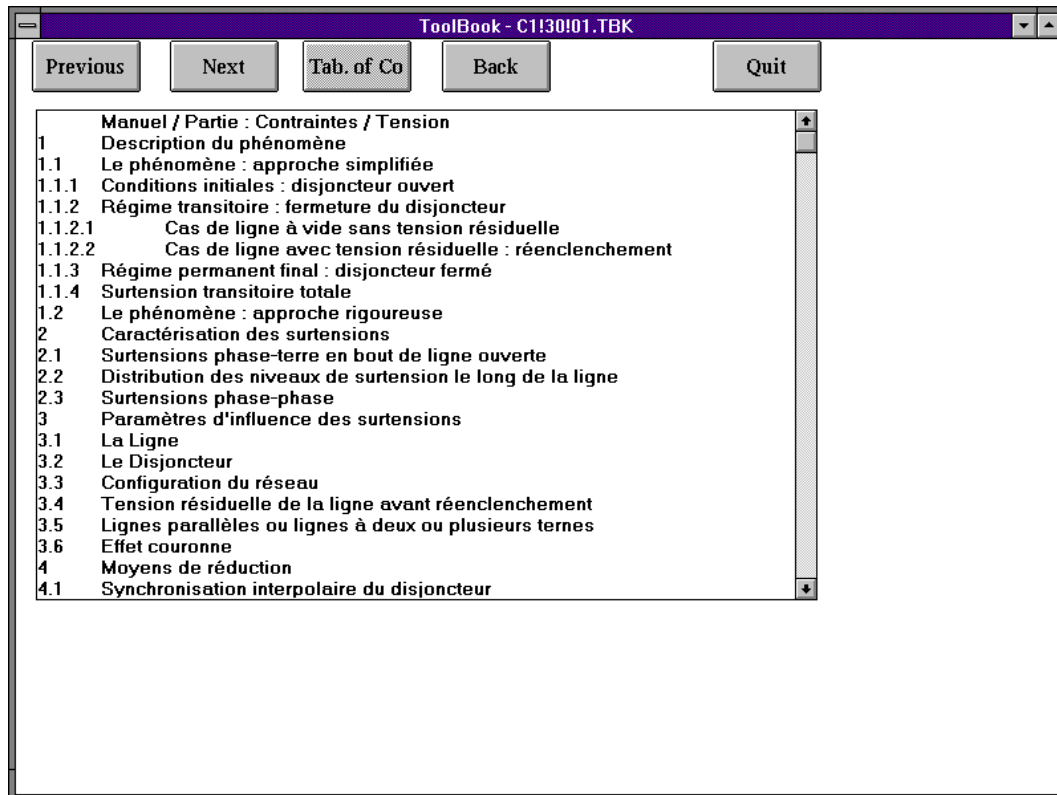 ToolBook - C1!30!01.TBK
Previous Next Tab. of Co Back Quit
Manuel / Partie : Contraintes / Tension
1 Description du phénomène
1.1 Le phénomène : approche simplifiée
1.1.1 Conditions initiales : disjoncteur ouvert
1.1.2 Régime transitoire : fermeture du disjoncteur
1.1.2.1 Cas de ligne à vide sans tension résiduelle
1.1.2.2 Cas de ligne avec tension résiduelle : réenclenchement
1.1.3 Régime permanent final : disjoncteur fermé
1.1.4 Surtension transitoire totale
1.2 Le phénomène : approche rigoureuse
2 Caractérisation des surtensions
2.1 Surtensions phase-terre en bout de ligne ouverte
2.2 Distribution des niveaux de surtension le long de la ligne
2.3 Surtensions phase-phase
3 Paramètres d'influence des surtensions
3.1 La Ligne
3.2 Le Disjoncteur
3.3 Configuration du réseau
3.4 Tension résiduelle de la ligne avant réenclenchement
3.5 Lignes parallèles ou lignes à deux ou plusieurs ternes
3.6 Effet couronne
4 Moyens de réduction
4.1 Synchronisation interpolaire du disjoncteur